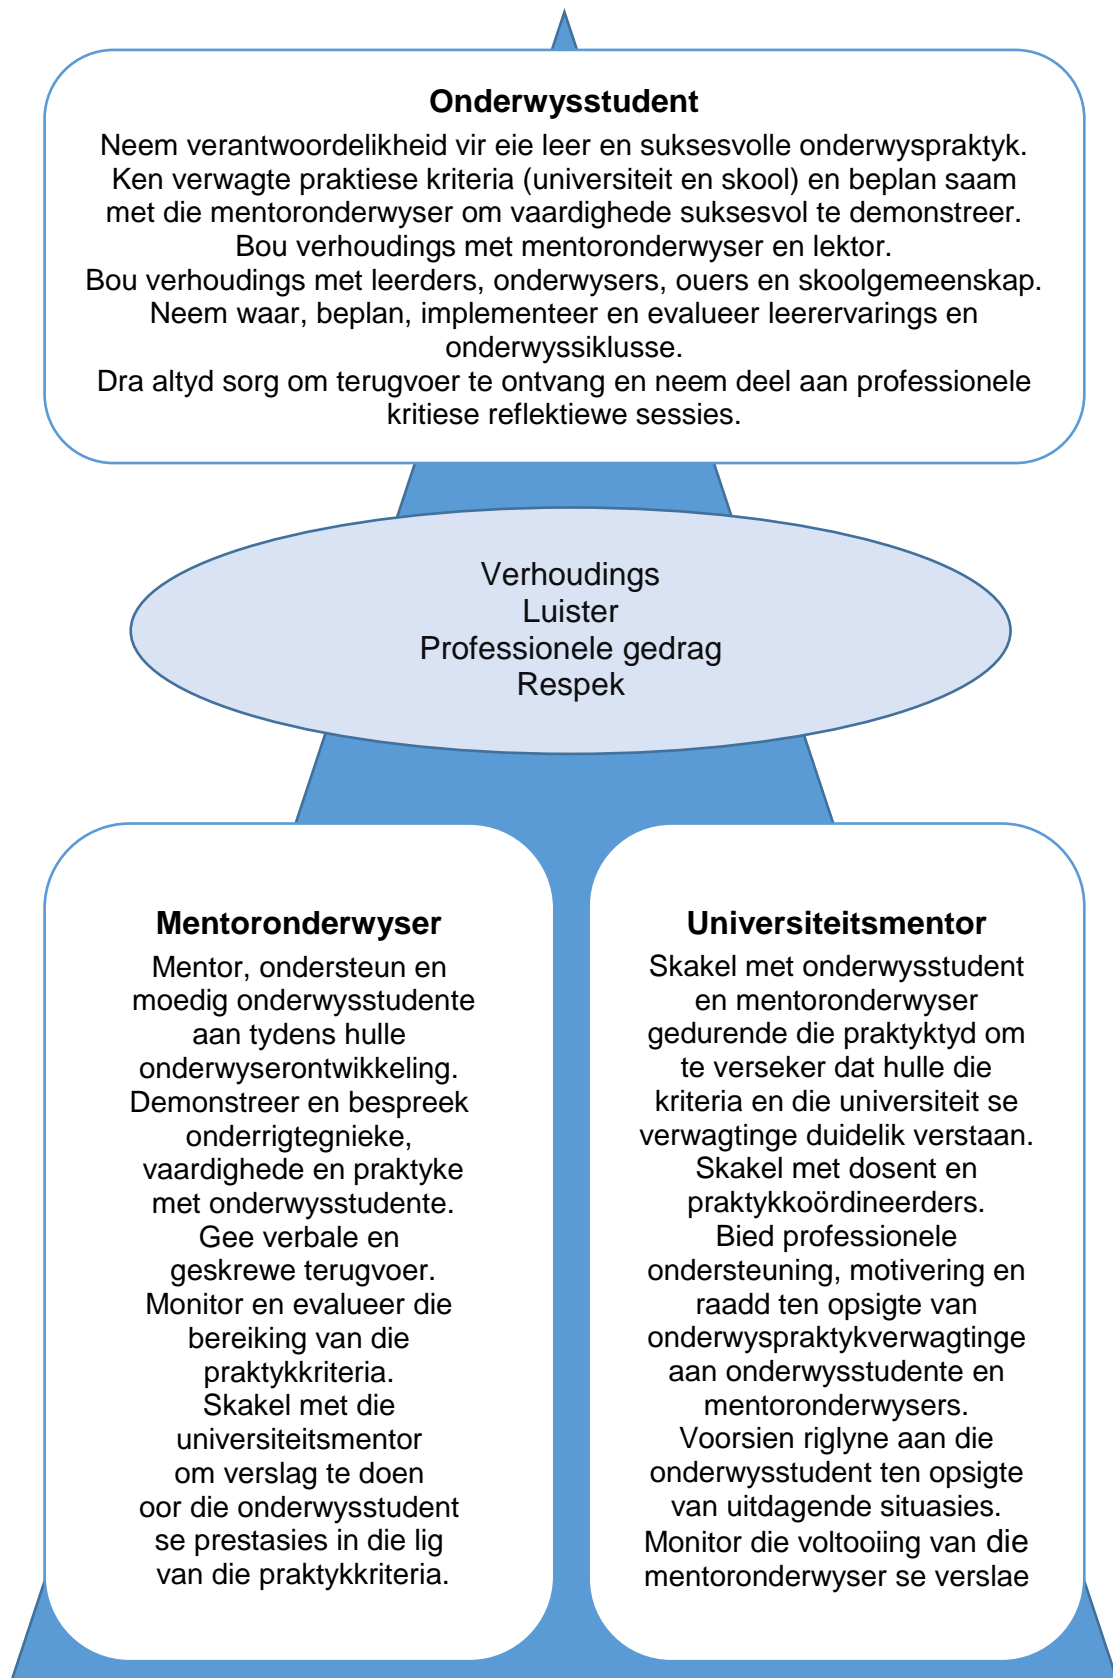 Onderwysstudent
Neem verantwoordelikheid vir eie leer en suksesvolle onderwyspraktyk.
Ken verwagte praktiese kriteria (universiteit en skool) en beplan saam
met die mentoronderwyser om vaardighede suksesvol te demonstreer.
Bou verhoudings met mentoronderwyser en lektor.
Bou verhoudings met leerders, onderwysers, ouers en skoolgemeenskap.
Neem waar, beplan, implementeer en evalueer leerervarings en
onderwyssiklusse.
Dra altyd sorg om terugvoer te ontvang en neem deel aan professionele
kritiese reflektiewe sessies.
Verhoudings
Luister
Professionele gedrag
Respek
Mentoronderwyser
Mentor, ondersteun en
moedig onderwysstudente
aan tydens hulle
onderwyserontwikkeling.
Demonstreer en bespreek
onderrigtegnieke,
vaardighede en praktyke
met onderwysstudente.
Gee verbale en
geskrewe terugvoer.
Monitor en evalueer die
bereiking van die
praktykkriteria.
Skakel met die
universiteitsmentor
om verslag te doen
oor die onderwysstudent
se prestasies in die lig
van die praktykkriteria.
Universiteitsmentor
Skakel met onderwysstudent
en mentoronderwyser
gedurende die praktyktyd om
te verseker dat hulle die
kriteria en die universiteit se
verwagtinge duidelik verstaan.
Skakel met dosent en
praktykkoördineerders.
Bied professionele
ondersteuning, motivering en
raadd ten opsigte van
onderwyspraktykverwagtinge
aan onderwysstudente en
mentoronderwysers.
Voorsien riglyne aan die
onderwysstudent ten opsigte
van uitdagende situasies.
Monitor die voltooiing van die
mentoronderwyser se verslae